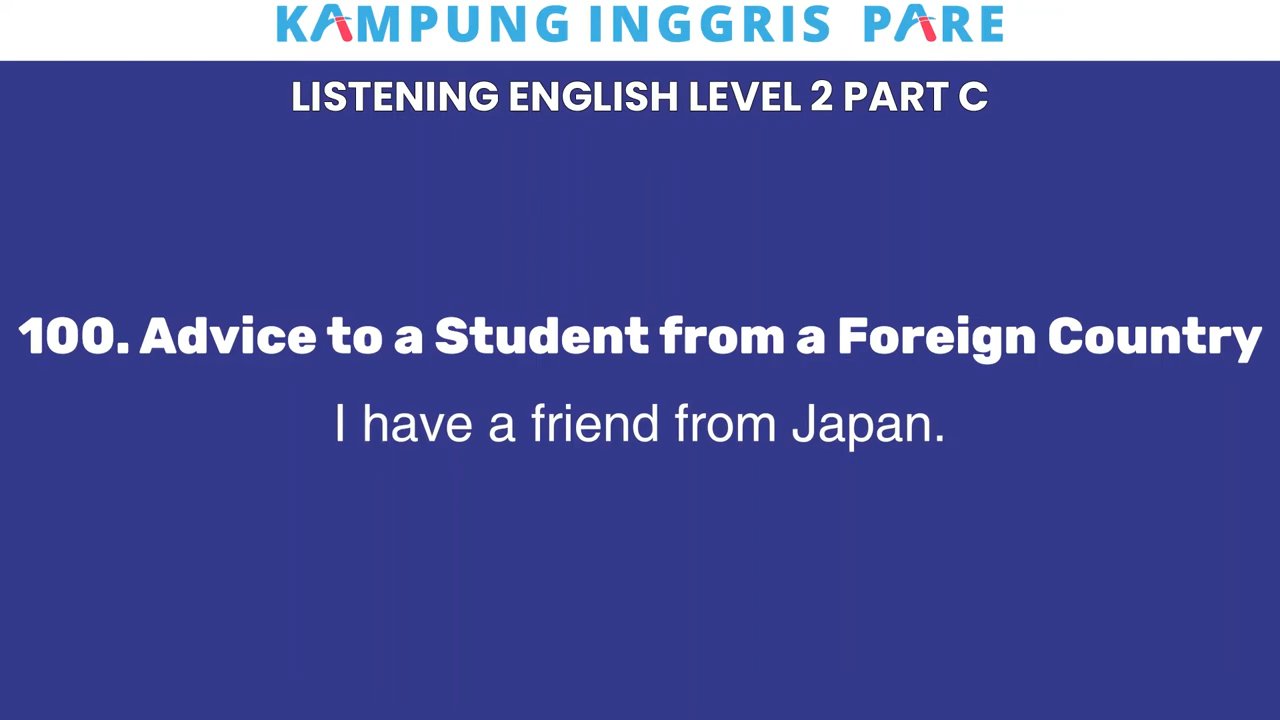 KAMPUNG INGGRIS PARE
LISTENING ENGLISH LEVEL 2 PART C
100. Advice to a Student from a Foreign Country
I have a friend from Japan.